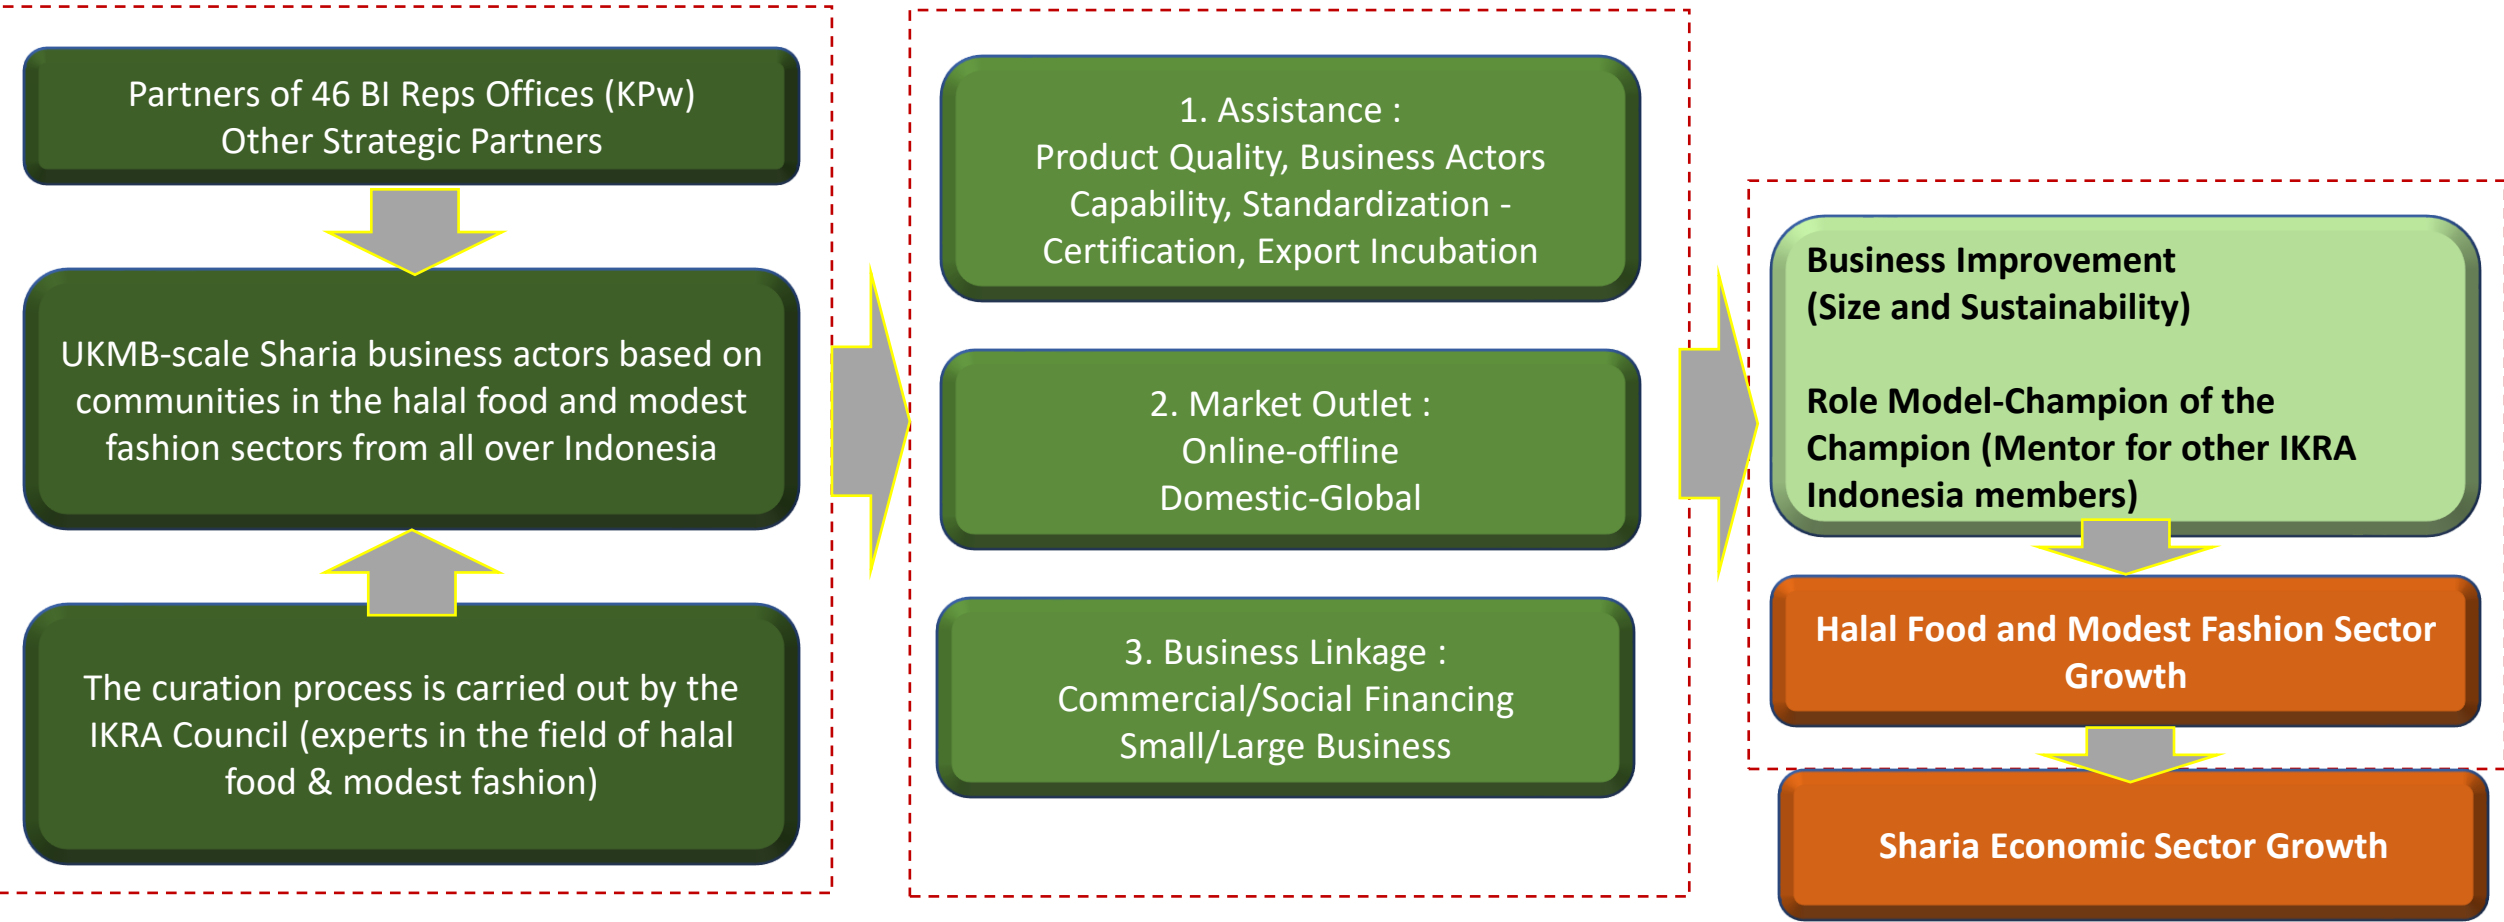 Partners of 46 BI Reps Offices (KPw)
Other Strategic Partners
UKMB-scale Sharia business actors based on
communities in the halal food and modest
fashion sectors from all over Indonesia
The curation process is carried out by the
IKRA Council (experts in the field of halal
food & modest fashion)
1. Assistance :
Product Quality, Business Actors
Capability, Standardization -
Certification, Export Incubation
2. Market Outlet :
Online-offline
Domestic-Global
3. Business Linkage :
Commercial/Social Financing
Small/Large Business
Business Improvement
(Size and Sustainability)
Role Model-Champion of the
Champion (Mentor for other IKRA
Indonesia members)
Halal Food and Modest Fashion Sector
Growth
Sharia Economic Sector Growth